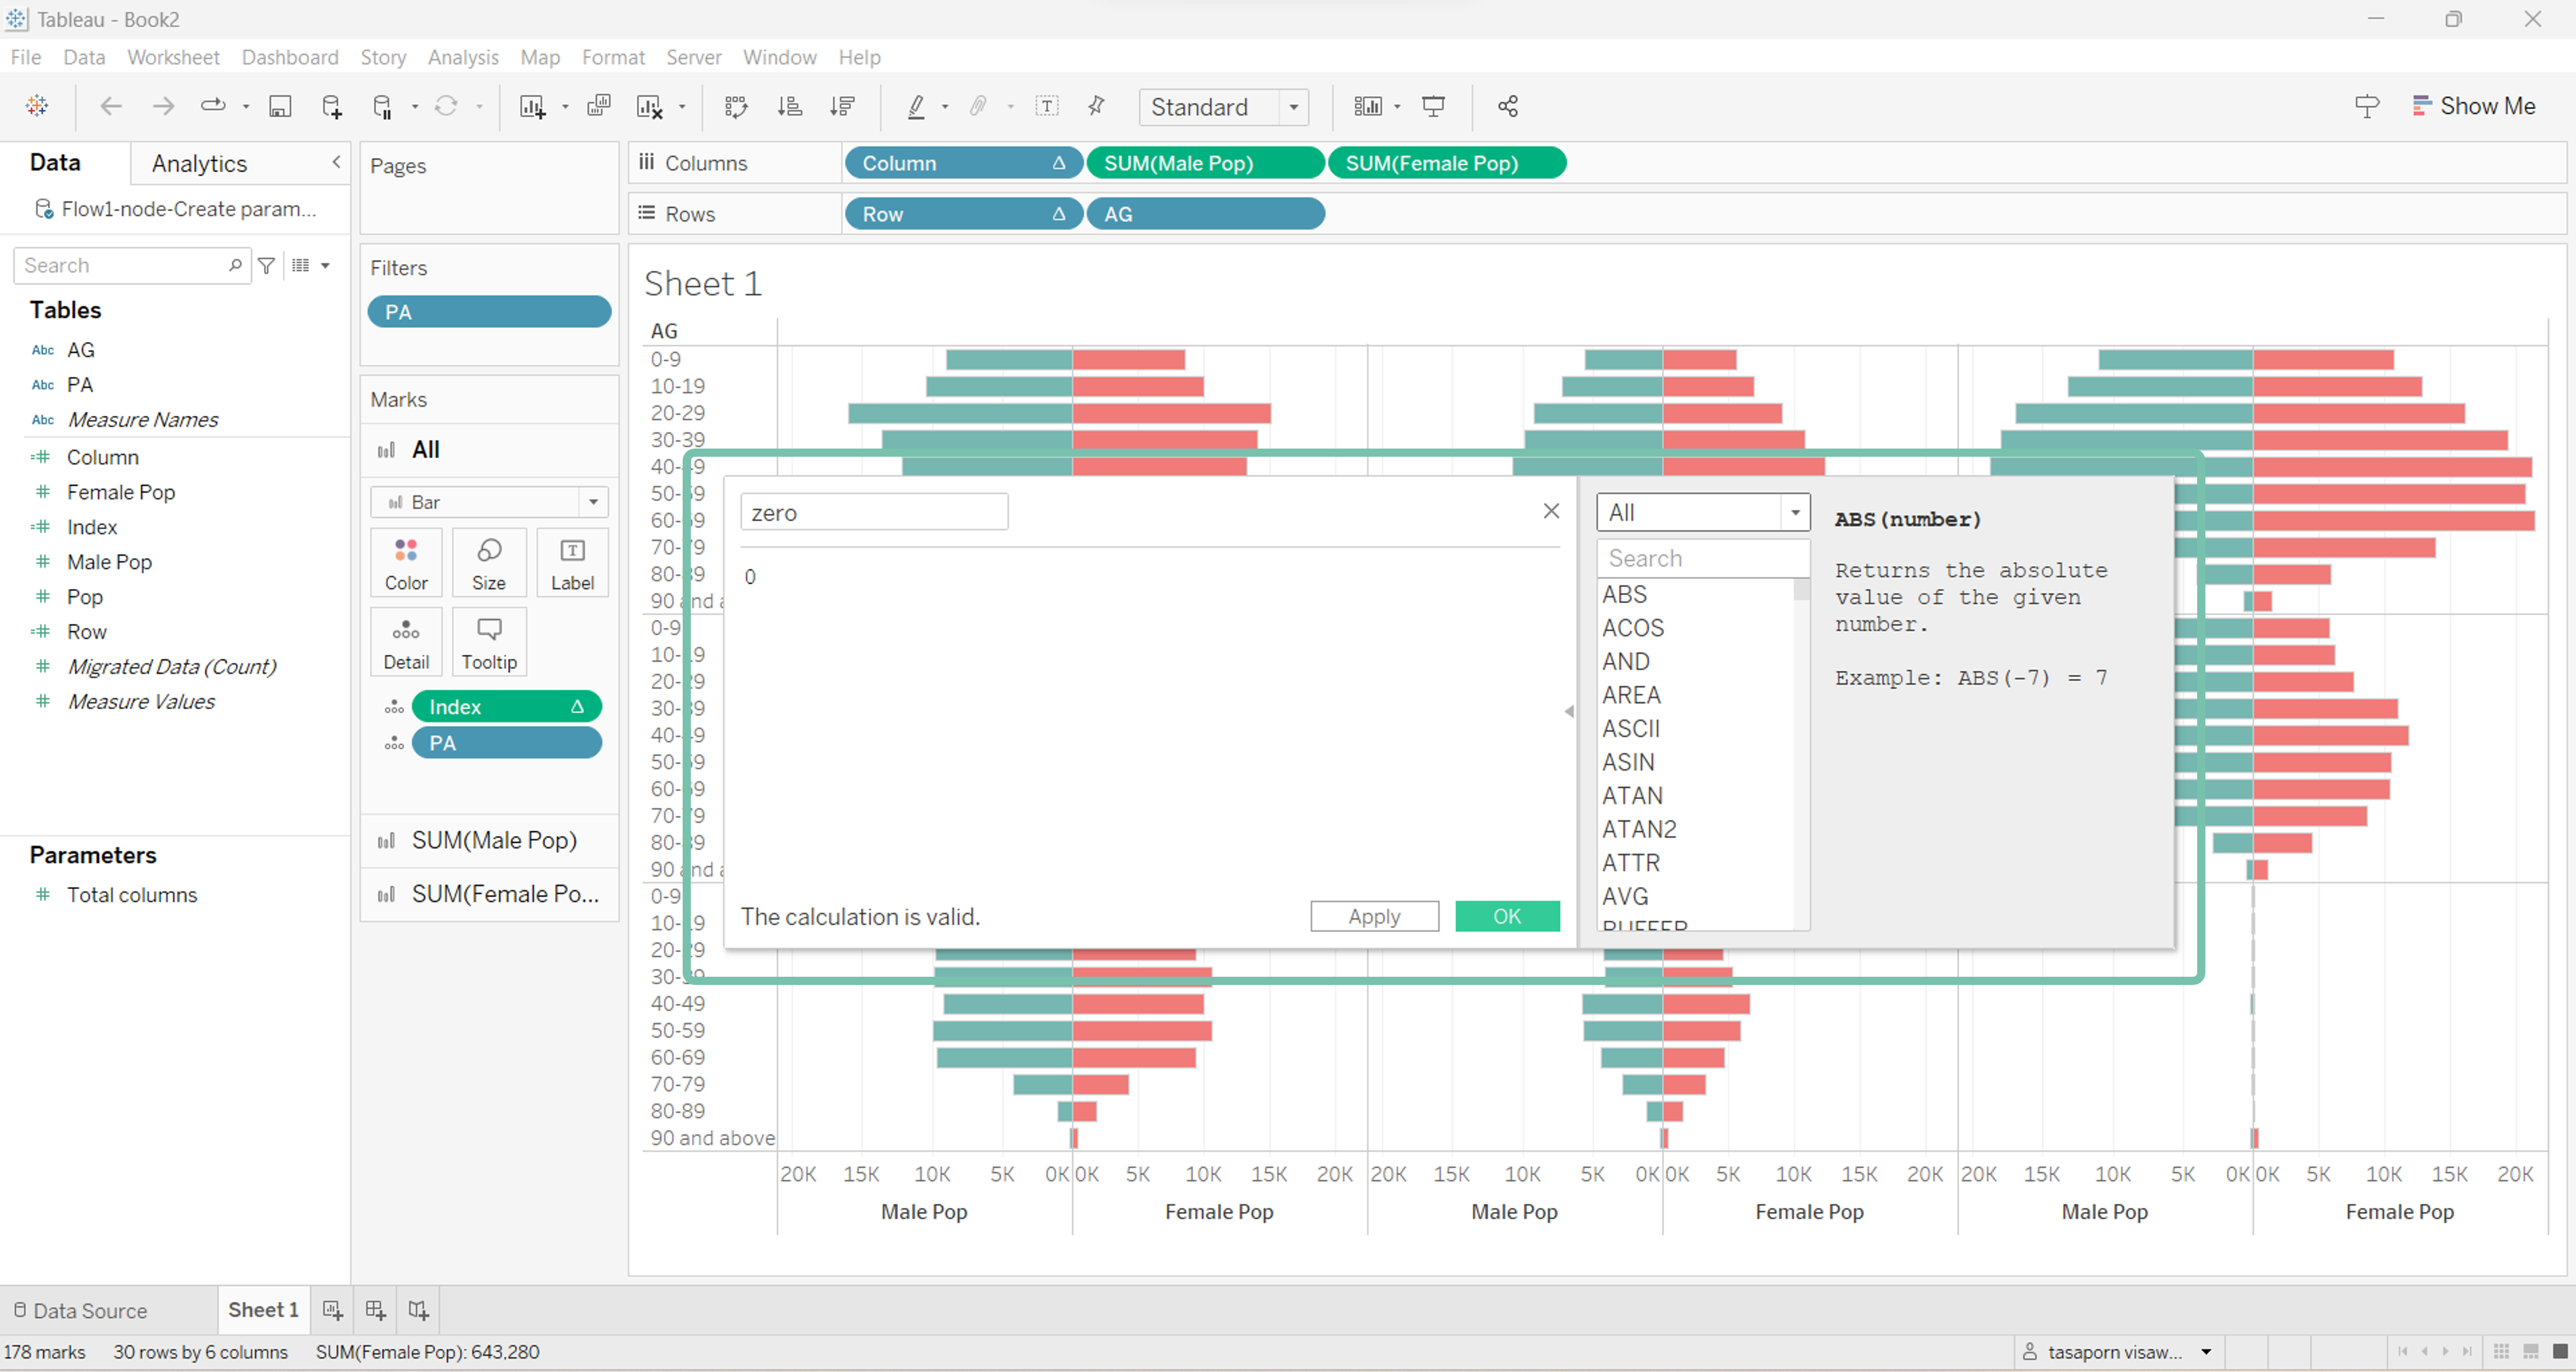 Tableau - Book2
File Data Worksheet Dashboard Story Analysis Map Format Server Window Help
Standard
Show Me
Data
Analytics
Flow1-node-Create param...
Search
Tables
Abc AG
Abc PA
Abc Measure Names
Column
Female Pop
Index
Male Pop
Pop
Row
Migrated Data (Count)
Measure Values
Parameters
Total columns
Pages
Filters
PA
Marks
All
Bar
Color Size Label
Detail Tooltip
Index
PA
SUM(Male Pop)
SUM(Female Po...
Columns Column SUM(Male Pop) SUM(Female Pop)
Rows Row AG
Sheet 1
AG
0-9
10-19
20-29
30-39
zero
0
The calculation is valid.
Apply OK
All
Search
ABS
ACOS
AND
AREA
ASCII
ASIN
ATAN
ATAN2
ATTR
AVG
BUFFER
ABS(number)
Returns the absolute
value of the given
number.
Example: ABS(-7) = 7
40-49
50-59
60-69
70-79
80-89
90 and a
0-9
10-19
20-29
30-39
40-49
50-59
60-69
70-79
80-89
90 and a
0-9
10-19
20-29
30-39
40-49
50-59
60-69
70-79
80-89
90 and above
20K 15K 10K 5K 0K 0K 5K 10K 15K 20K 20K 15K 10K 5K 0K 0K 5K 10K 15K 20K 20K 15K 10K 5K 0K 0K 5K 10K 15K 20K
Male Pop Female Pop Male Pop Female Pop Male Pop Female Pop
Data Source Sheet 1
178 marks 30 rows by 6 columns SUM(Female Pop): 643,280
tasaporn visaw...